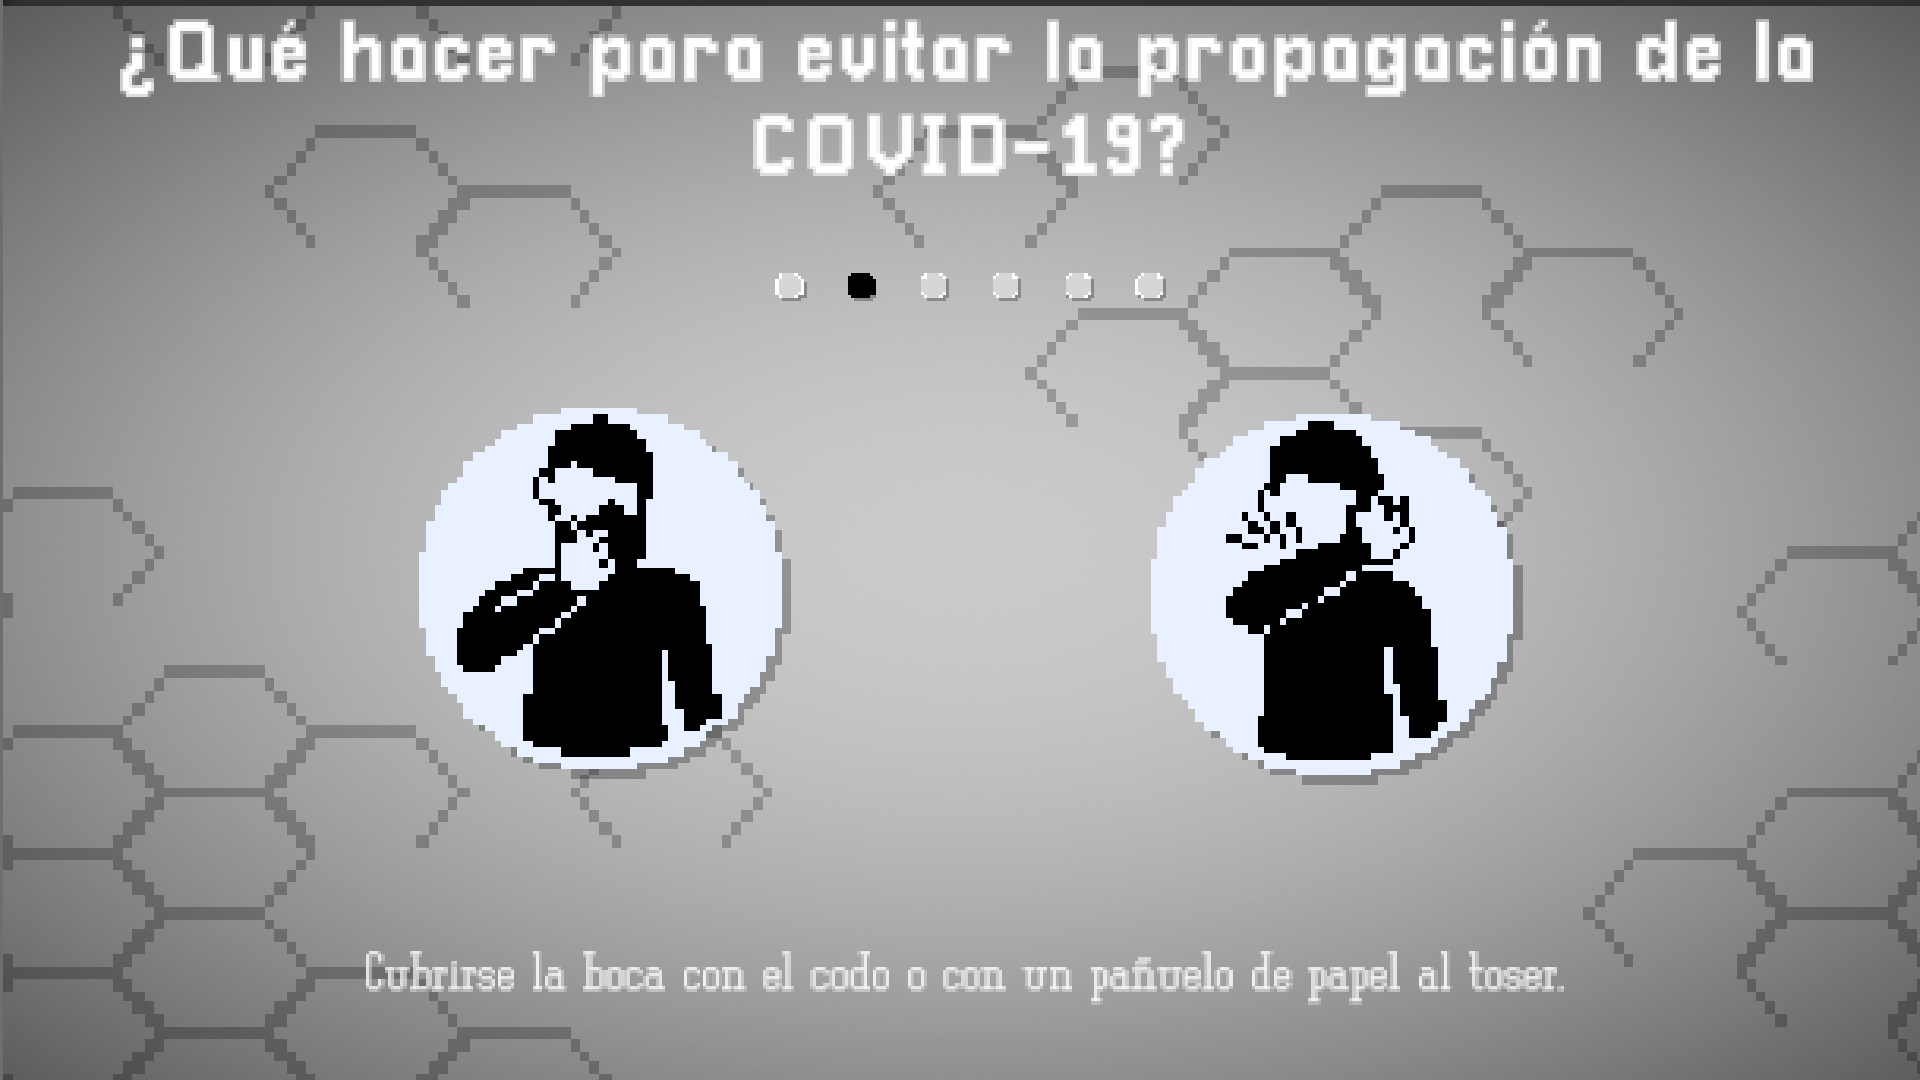 ¿Qué hacer para evitar la propagación de la
COVID-19?
Cubrirse la boca con el codo o con un pañuelo de papel al toser.